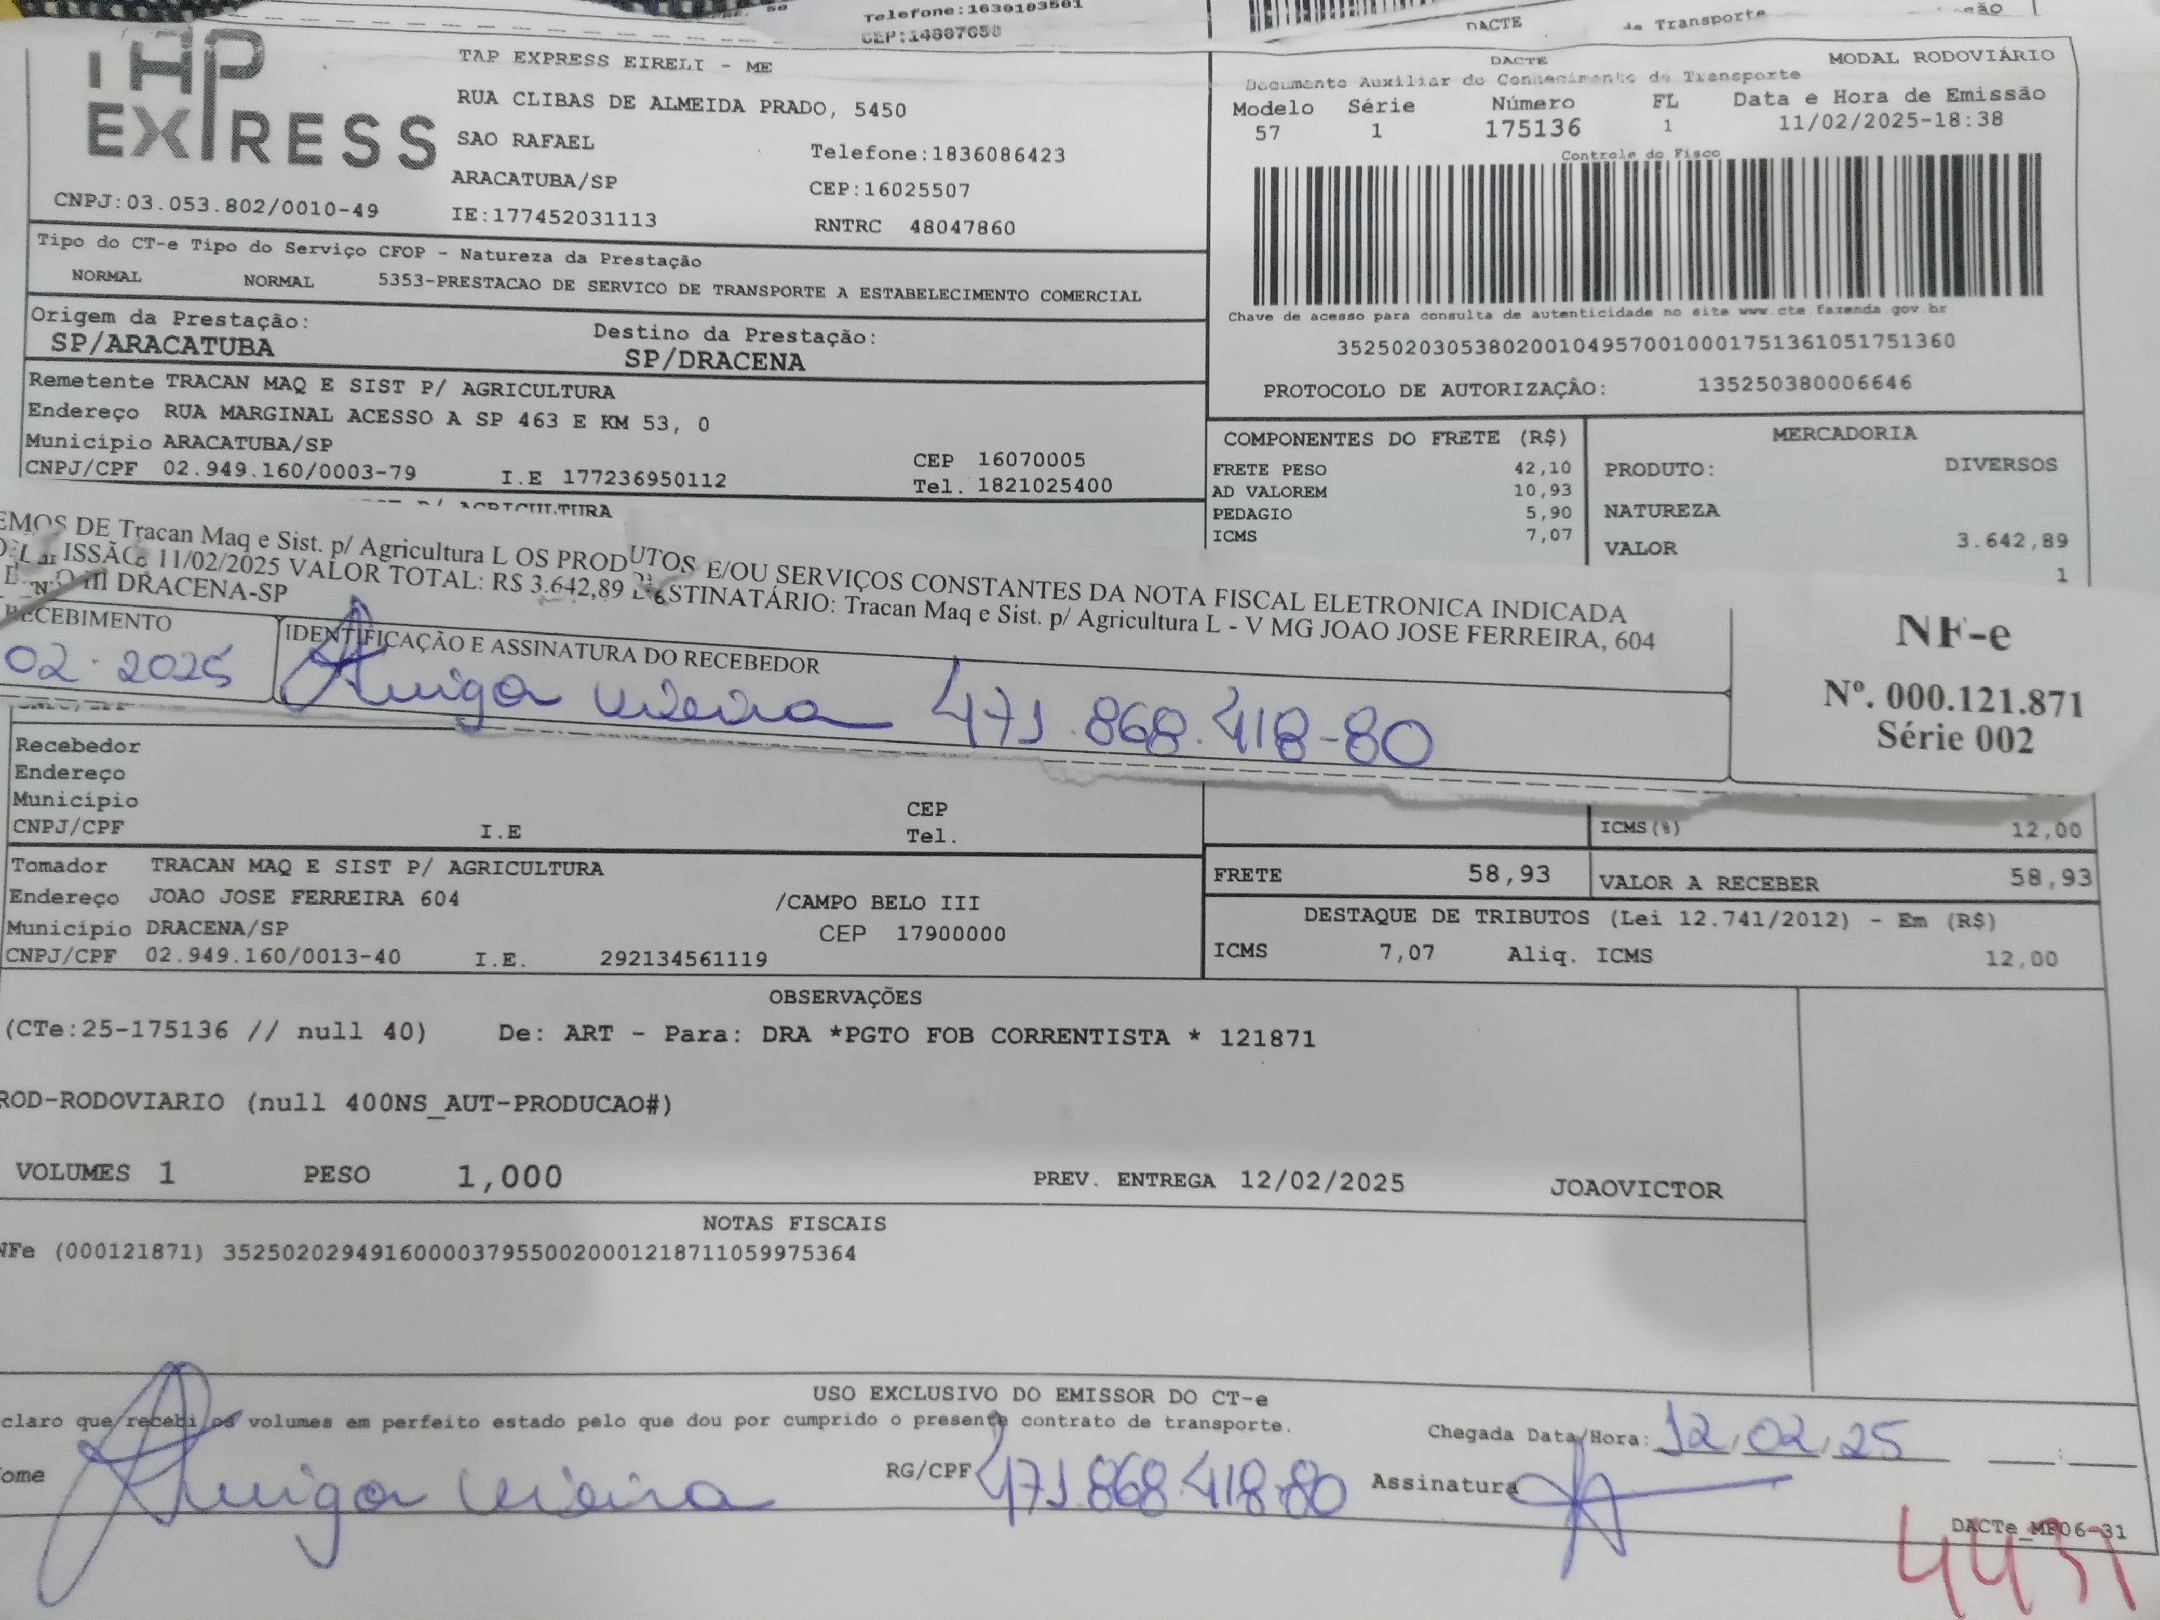 Telefone:1630103501
CEP:14807050
DACTE
de Transporte
TAP EXPRESS
TAP EXPRESS EIRELI - ME
RUA CLIBAS DE ALMEIDA PRADO, 5450
SAO RAFAEL
Telefone:1836086423
ARACATUBA/SP
CEP:16025507
CNPJ:03.053.802/0010-49
IE:177452031113
RNTRC 48047860
DACTE
MODAL RODOVIÁRIO
Documento Auxiliar do Conhecimento de Transporte
Modelo Série Número FL Data e Hora de Emissão
57 1 175136 1 11/02/2025-18:38
Controle do Fisco
Chave de acesso para consulta de autenticidade no site www.cte.fazenda.gov.br
35250203053802001049570010001751361051751360
PROTOCOLO DE AUTORIZAÇÃO: 135250380006646
Tipo do CT-e Tipo do Serviço CFOP - Natureza da Prestação
NORMAL NORMAL 5353-PRESTACAO DE SERVICO DE TRANSPORTE A ESTABELECIMENTO COMERCIAL
Origem da Prestação: Destino da Prestação:
SP/ARACATUBA SP/DRACENA
Remetente TRACAN MAQ E SIST P/ AGRICULTURA
Endereço RUA MARGINAL ACESSO A SP 463 E KM 53, 0
Município ARACATUBA/SP CEP 16070005
CNPJ/CPF 02.949.160/0003-79 I.E 177236950112 Tel. 1821025400
COMPONENTES DO FRETE (R$)
FRETE PESO 42,10
AD VALOREM 10,93
PEDAGIO 5,90
ICMS 7,07
MERCADORIA
PRODUTO: DIVERSOS
NATUREZA
VALOR 3.642,89
1
P/ AGRICULTURA
EMOS DE Tracan Maq e Sist. p/ Agricultura L OS PRODUTOS E/OU SERVIÇOS CONSTANTES DA NOTA FISCAL ELETRONICA INDICADA
ISSÃO 11/02/2025 VALOR TOTAL: R$ 3.642,89 DESTINATÁRIO: Tracan Maq e Sist. p/ Agricultura L - V MG JOAO JOSE FERREIRA, 604
III DRACENA-SP
RECEBIMENTO IDENTIFICAÇÃO E ASSINATURA DO RECEBEDOR
02.2025 vieira 471.868.418-80
NF-e
Nº. 000.121.871
Série 002
Recebedor
Endereço
Município CEP
CNPJ/CPF I.E Tel.
ICMS(%) 12,00
Tomador TRACAN MAQ E SIST P/ AGRICULTURA
Endereço JOAO JOSE FERREIRA 604 /CAMPO BELO III
Município DRACENA/SP CEP 17900000
CNPJ/CPF 02.949.160/0013-40 I.E. 292134561119
FRETE 58,93 VALOR A RECEBER 58,93
DESTAQUE DE TRIBUTOS (Lei 12.741/2012) - Em (R$)
ICMS 7,07 Aliq. ICMS 12,00
OBSERVAÇÕES
(CTe:25-175136 // null 40) De: ART - Para: DRA *PGTO FOB CORRENTISTA * 121871
ROD-RODOVIARIO (null 400NS_AUT-PRODUCAO#)
VOLUMES 1 PESO 1,000 PREV. ENTREGA 12/02/2025 JOAOVICTOR
NOTAS FISCAIS
NFe (000121871) 35250202949160000379550020001218711059975364
USO EXCLUSIVO DO EMISSOR DO CT-e
claro que recebi os volumes em perfeito estado pelo que dou por cumprido o presente contrato de transporte.
Chegada Data/Hora: 12/02/25
ome vieira RG/CPF 471.868.418-80 Assinatura
DACTe_MF06-31
4431